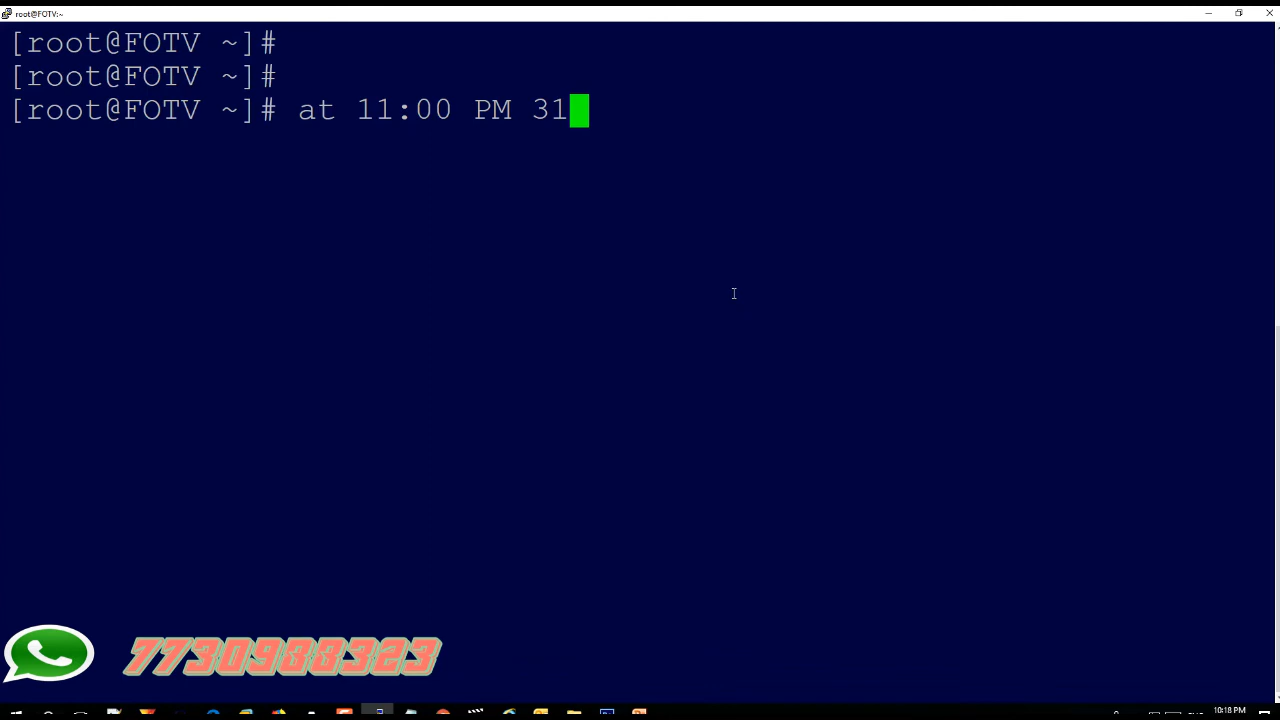 root@FOTV:~
[root@FOTV ~]#
[root@FOTV ~]#
[root@FOTV ~]# at 11:00 PM 31
7730983323
10:18 PM